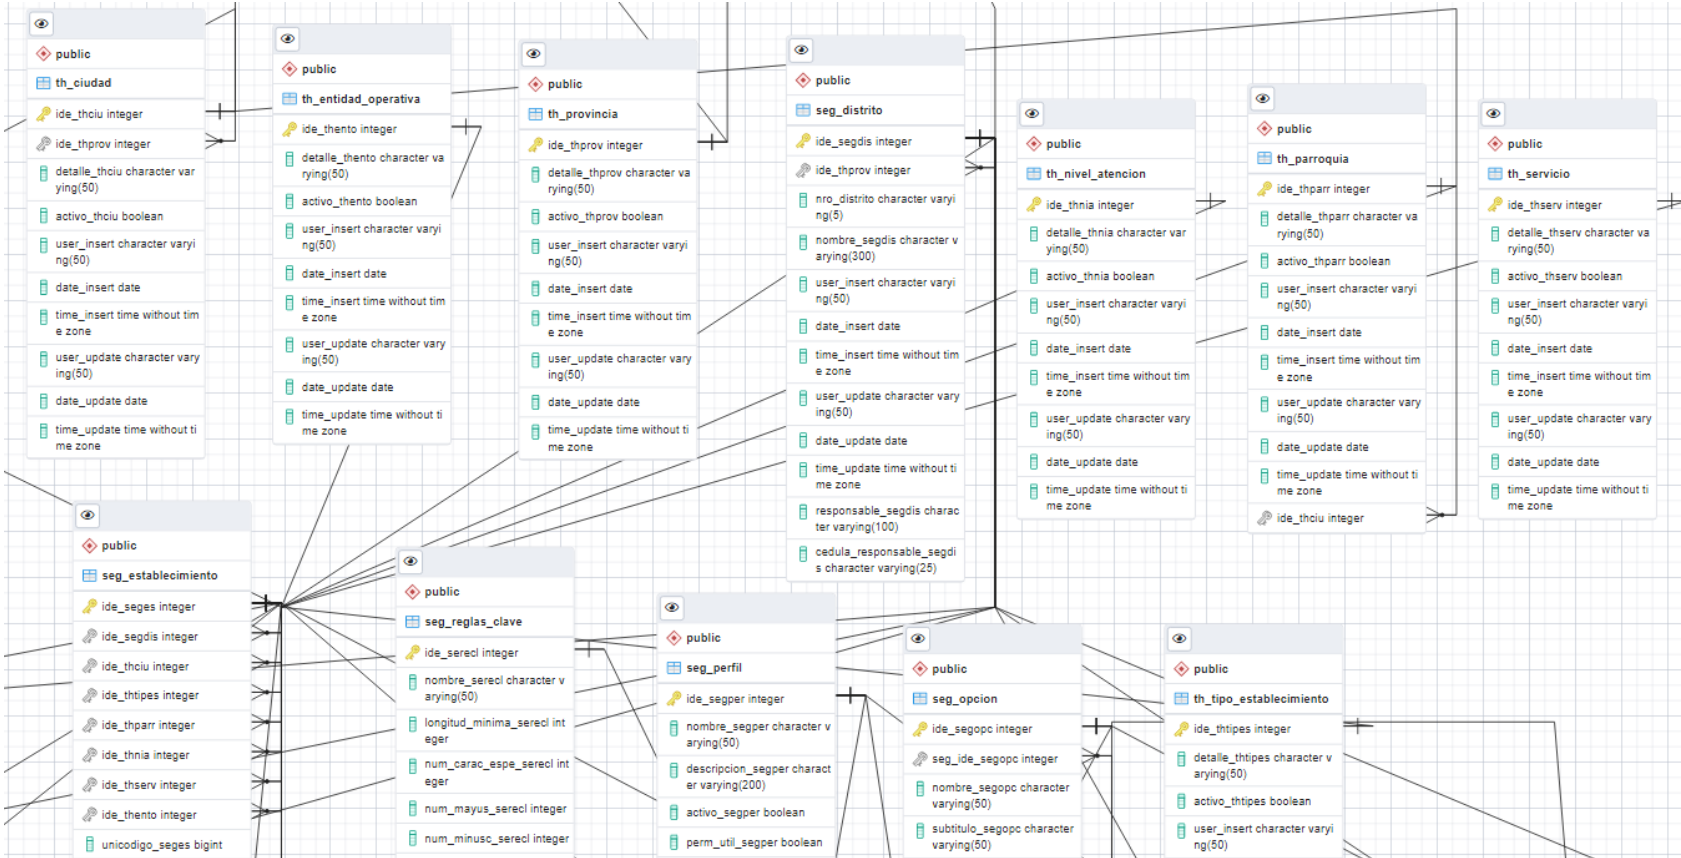 public
th_ciudad
ide_thciu integer
ide_thprov integer
detalle_thciu character var
ying(50)
activo_thciu boolean
user_insert character varyi
ng(50)
date_insert date
time_insert time without tim
e zone
user_update character vary
ing(50)
date_update date
time_update time without ti
me zone
public
th_entidad_operativa
ide_thento integer
detalle_thento character va
rying(50)
activo_thento boolean
user_insert character varyi
ng(50)
date_insert date
time_insert time without tim
e zone
user_update character vary
ing(50)
date_update date
time_update time without ti
me zone
public
th_provincia
ide_thprov integer
detalle_thprov character va
rying(50)
activo_thprov boolean
user_insert character varyi
ng(50)
date_insert date
time_insert time without tim
e zone
user_update character vary
ing(50)
date_update date
time_update time without ti
me zone
public
seg_distrito
ide_segdis integer
ide_thprov integer
nro_distrito character varyi
ng(5)
nombre_segdis character v
arying(300)
user_insert character varyi
ng(50)
date_insert date
time_insert time without tim
e zone
user_update character vary
ing(50)
date_update date
time_update time without ti
me zone
responsable_segdis charac
ter varying(100)
cedula_responsable_segdi
s character varying(25)
public
th_nivel_atencion
ide_thnia integer
detalle_thnia character var
ying(50)
activo_thnia boolean
user_insert character varyi
ng(50)
date_insert date
time_insert time without tim
e zone
user_update character vary
ing(50)
date_update date
time_update time without ti
me zone
public
th_parroquia
ide_thparr integer
detalle_thparr character va
rying(50)
activo_thparr boolean
user_insert character varyi
ng(50)
date_insert date
time_insert time without tim
e zone
user_update character vary
ing(50)
date_update date
time_update time without ti
me zone
ide_thciu integer
public
th_servicio
ide_thserv integer
detalle_thserv character va
rying(50)
activo_thserv boolean
user_insert character varyi
ng(50)
date_insert date
time_insert time without tim
e zone
user_update character vary
ing(50)
date_update date
time_update time without ti
me zone
public
seg_establecimiento
ide_seges integer
ide_segdis integer
ide_thciu integer
ide_thtipes integer
ide_thparr integer
ide_thnia integer
ide_thserv integer
ide_thento integer
unicodigo_seges bigint
public
seg_reglas_clave
ide_serecl integer
nombre_serecl character v
arying(50)
longitud_minima_serecl int
eger
num_carac_espe_serecl int
eger
num_mayus_serecl integer
num_minusc_serecl integer
public
seg_perfil
ide_segper integer
nombre_segper character v
arying(50)
descripcion_segper charact
er varying(200)
activo_segper boolean
perm_util_segper boolean
public
seg_opcion
ide_segopc integer
seg_ide_segopc integer
nombre_segopc character
varying(50)
subtitulo_segopc character
varying(50)
public
th_tipo_establecimiento
ide_thtipes integer
detalle_thtipes character v
arying(50)
activo_thtipes boolean
user_insert character varyi
ng(50)